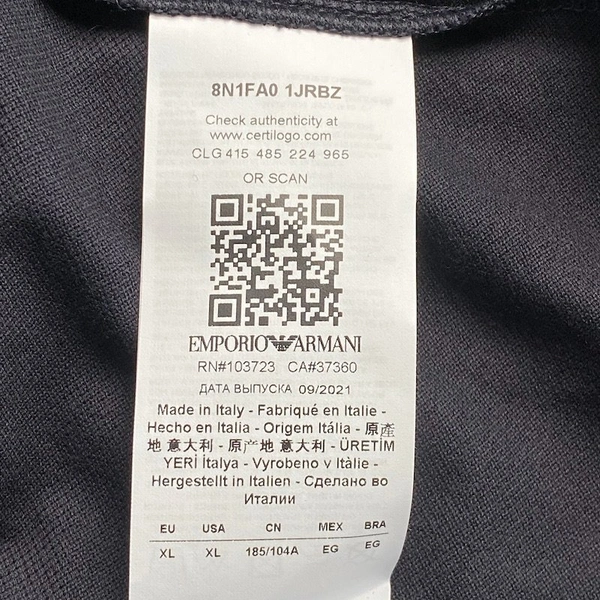 8N1FA0 1JRBZ
Check authenticity at
www.certilogo.com
CLG 415 485 224 965
OR SCAN
EMPORIO ARMANI
RN#103723 CA#37360
ДАТА ВЫПУСКА 09/2021
Made in Italy - Fabriqué en Italie -
Hecho en Italia - Origem Itália - 原產
地 意大利 - 原产地 意大利 - ÜRETİM
YERİ İtalya - Vyrobeno v Itàlie -
Hergestellt in Italien - Сделано во
Италии
EU USA CN MEX BRA
XL XL 185/104A EG EG